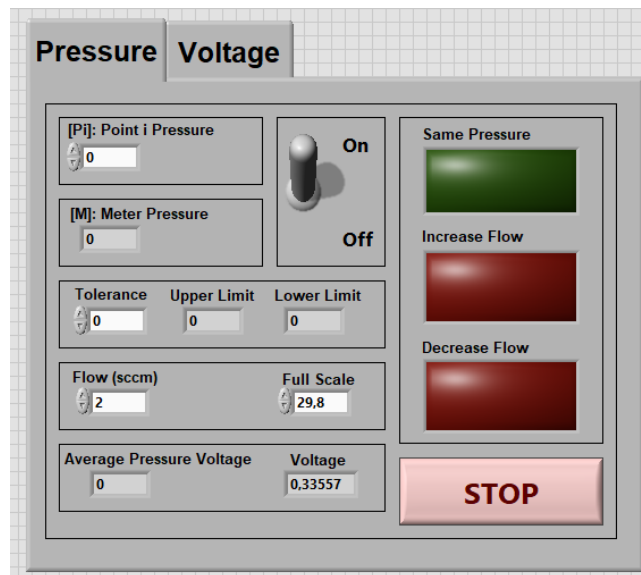 Pressure Voltage
[Pi]: Point i Pressure
0
[M]: Meter Pressure
0
On
Off
Tolerance Upper Limit Lower Limit
0 0 0
Flow (sccm) Full Scale
2 29,8
Average Pressure Voltage Voltage
0 0,33557
Same Pressure
Increase Flow
Decrease Flow
STOP